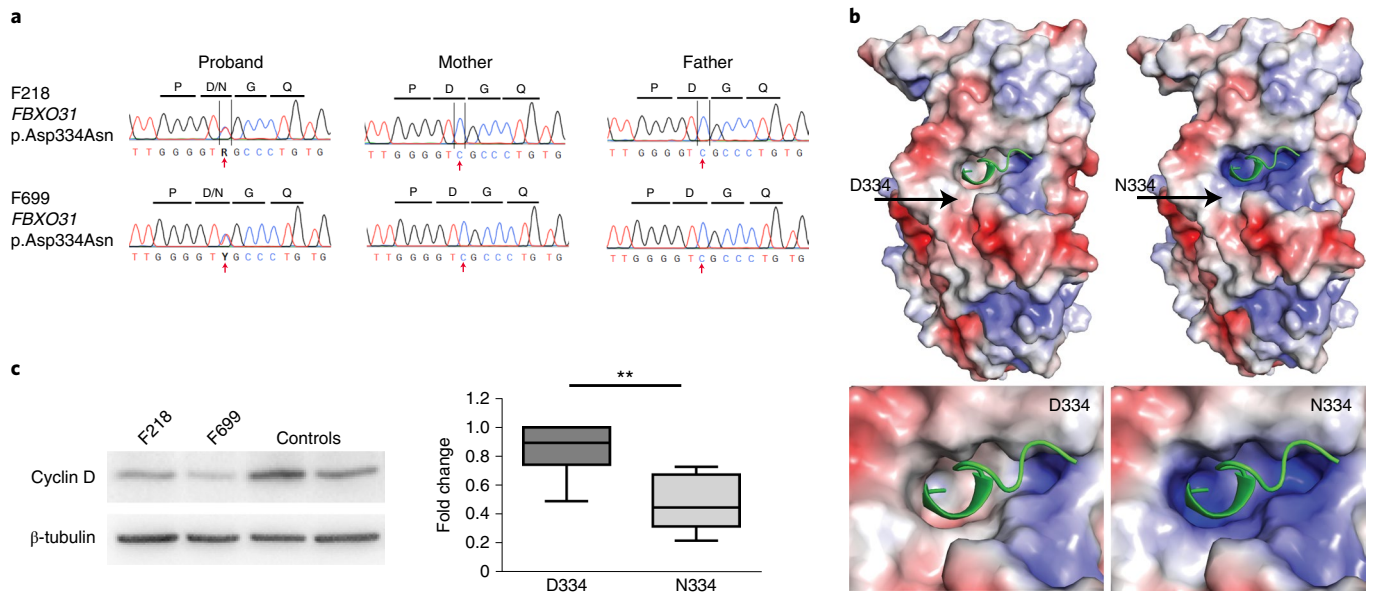 a
Proband
Mother
Father
F218
FBXO31
p.Asp334Asn
P D/N G Q
P D G Q
P D G Q
T T G G G G T R G C C C T G T G
T T G G G G T C G C C C T G T G
T T G G G G T C G C C C T G T G
F699
FBXO31
p.Asp334Asn
P D/N G Q
P D G Q
P D G Q
T T G G G G T Y G C C C T G T G
T T G G G G T C G C C C T G T G
T T G G G G T C G C C C T G T G
b
D334
N334
D334
N334
c
F218
F699
Controls
Cyclin D
β-tubulin
**
Fold change
1.2
1.0
0.8
0.6
0.4
0.2
0
D334
N334